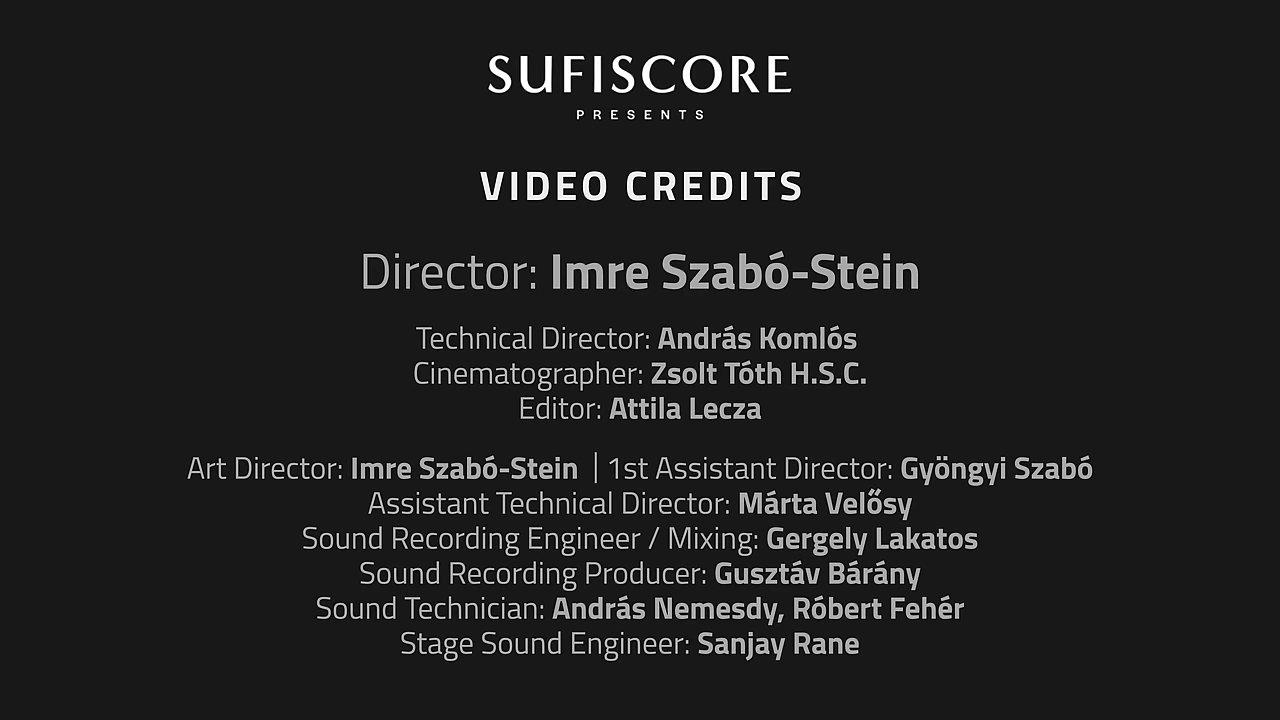 SUFISCORE
PRESENTS
VIDEO CREDITS
Director: Imre Szabó-Stein
Technical Director: András Komlós
Cinematographer: Zsolt Tóth H.S.C.
Editor: Attila Lecza
Art Director: Imre Szabó-Stein | 1st Assistant Director: Gyöngyi Szabó
Assistant Technical Director: Márta Velősy
Sound Recording Engineer / Mixing: Gergely Lakatos
Sound Recording Producer: Gusztáv Bárány
Sound Technician: András Nemesdy, Róbert Fehér
Stage Sound Engineer: Sanjay Rane